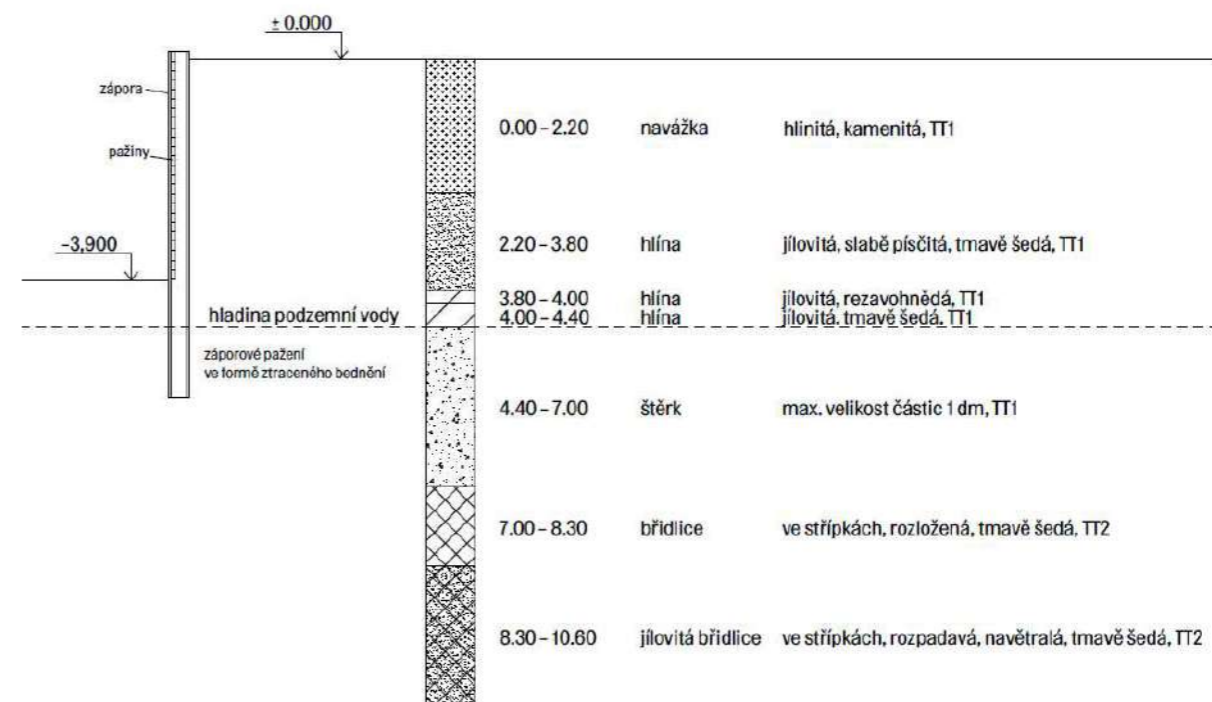 ± 0.000
zápora
pažiny
0.00 – 2.20 navážka hlinitá, kamenitá, TT1
-3,900
2.20 – 3.80 hlína jílovitá, slabě písčitá, tmavě šedá, TT1
3.80 – 4.00 hlína jílovitá, rezavohnědá, TT1
hladina podzemní vody
4.00 – 4.40 hlína jílovitá, tmavě šedá, TT1
záporové pažení
ve formě ztraceného bednění
4.40 – 7.00 štěrk max. velikost částic 1 dm, TT1
7.00 – 8.30 břidlice ve střípkách, rozložená, tmavě šedá, TT2
8.30 – 10.60 jílovitá břidlice ve střípkách, rozpadavá, navětralá, tmavě šedá, TT2